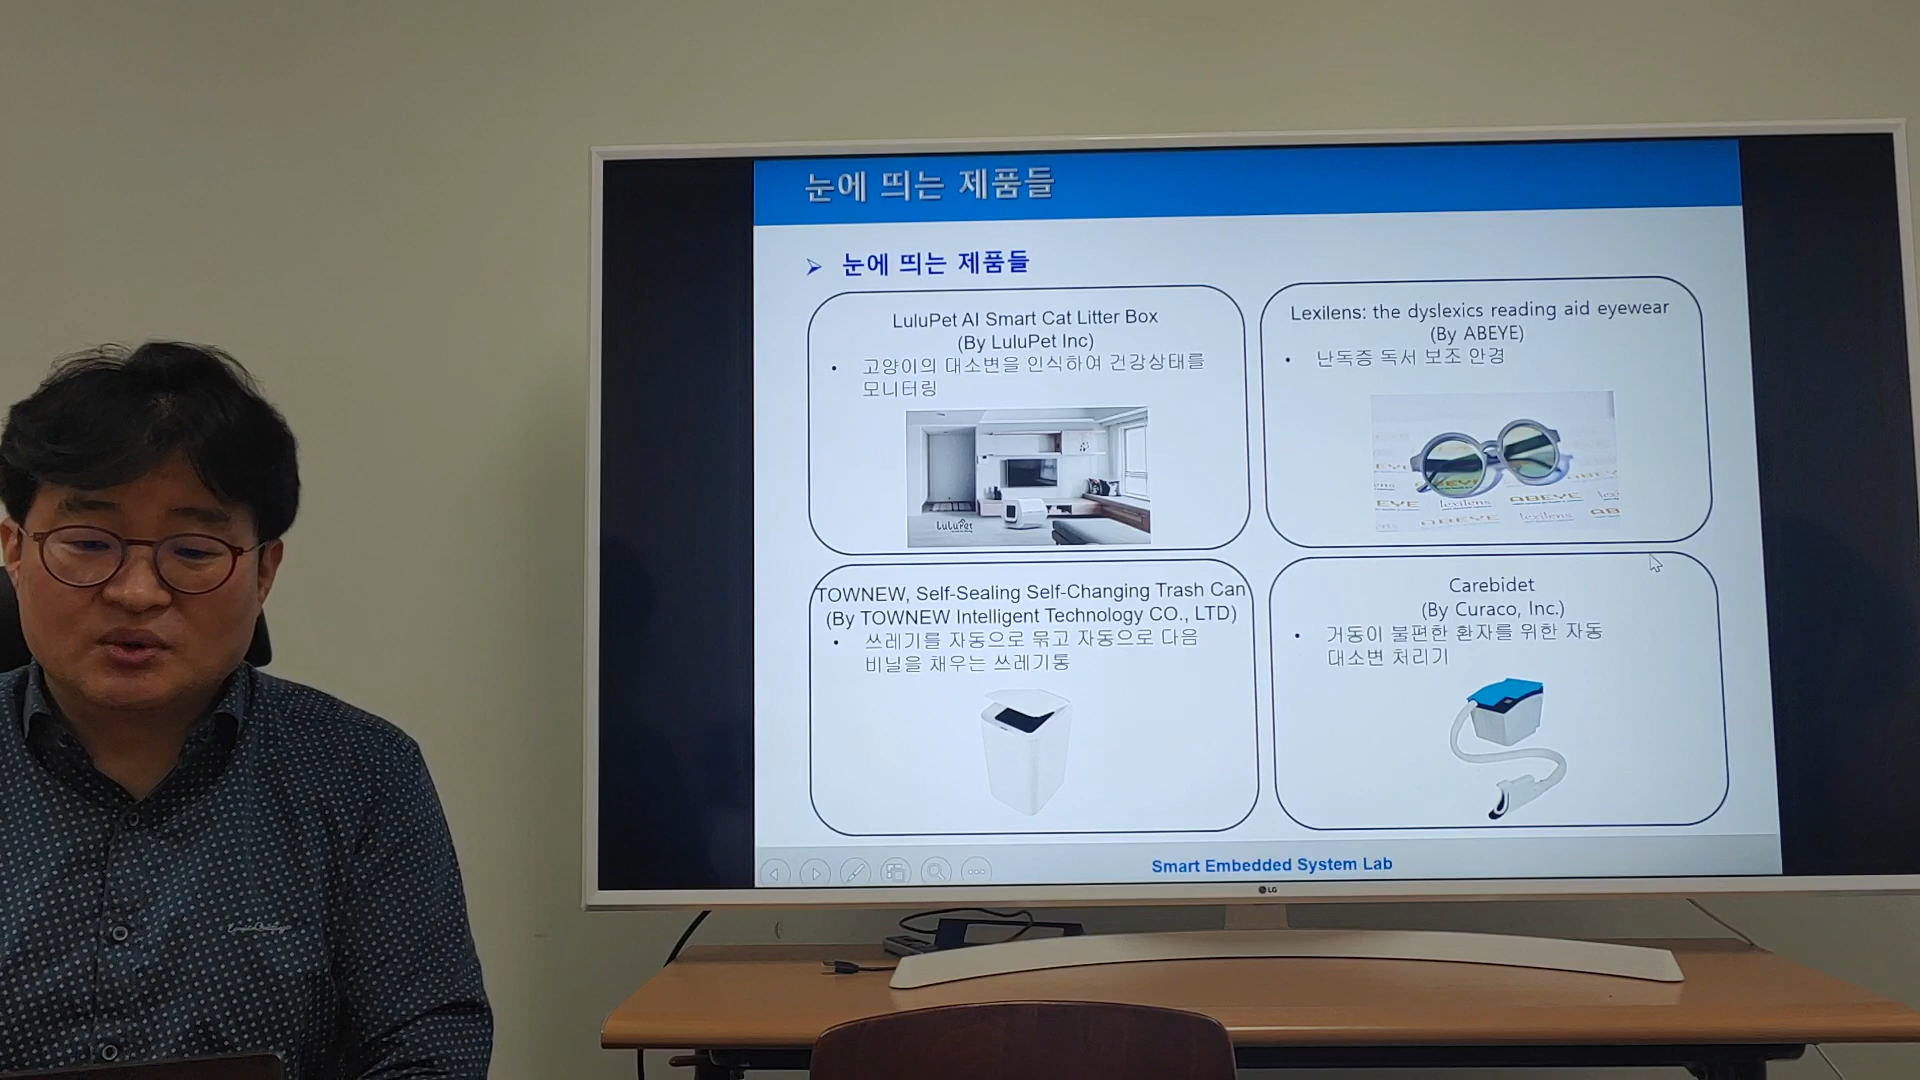 눈에 띄는 제품들
➢ 눈에 띄는 제품들
LuluPet AI Smart Cat Litter Box
(By LuluPet Inc)
• 고양이의 대소변을 인식하여 건강상태를
모니터링
LuluPet
Lexilens: the dyslexics reading aid eyewear
(By ABEYE)
• 난독증 독서 보조 안경
EYE lexilens ABEYE
ABEYE lexilens AB
TOWNEW, Self-Sealing Self-Changing Trash Can
(By TOWNEW Intelligent Technology CO., LTD)
• 쓰레기를 자동으로 묶고 자동으로 다음
비닐을 채우는 쓰레기통
Carebidet
(By Curaco, Inc.)
• 거동이 불편한 환자를 위한 자동
대소변 처리기
Smart Embedded System Lab
LG